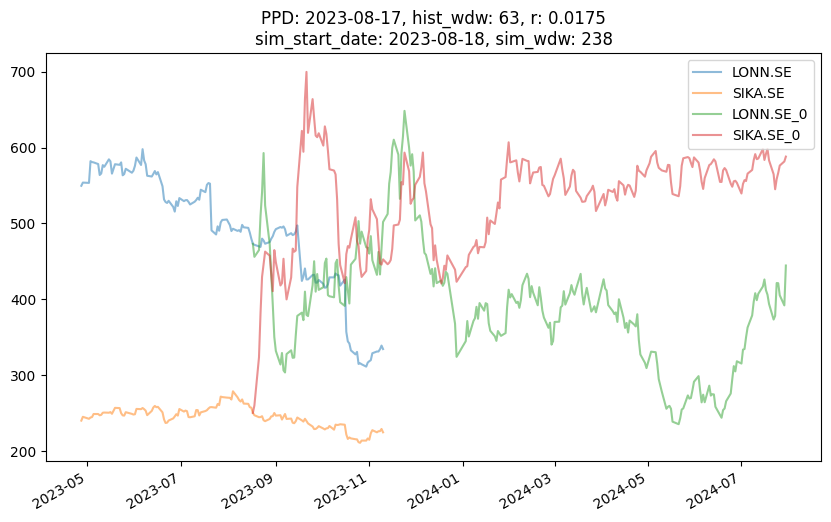 PPD: 2023-08-17, hist_wdw: 63, r: 0.0175
sim_start_date: 2023-08-18, sim_wdw: 238
LONN.SE
SIKA.SE
LONN.SE_0
SIKA.SE_0
700
600
500
400
300
200
2023-05
2023-07
2023-09
2023-11
2024-01
2024-03
2024-05
2024-07